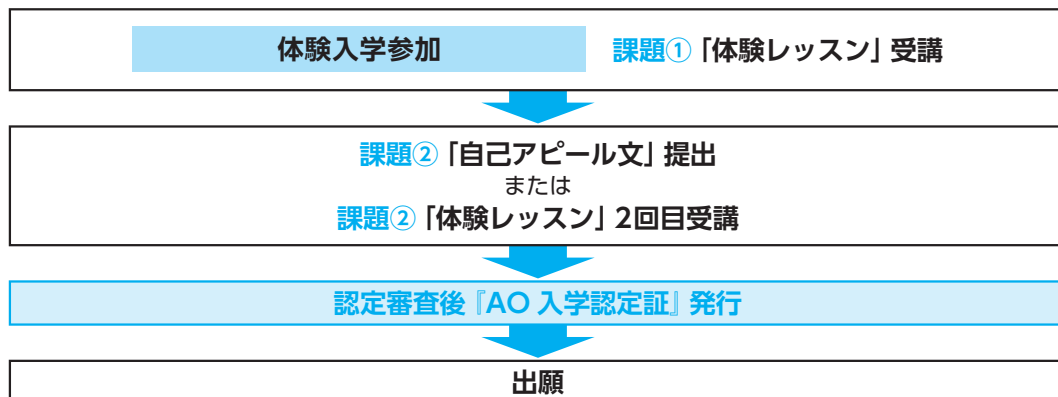 体験入学参加 課題①「体験レッスン」受講
課題②「自己アピール文」提出
または
課題②「体験レッスン」2回目受講
認定審査後『AO 入学認定証』発行
出願